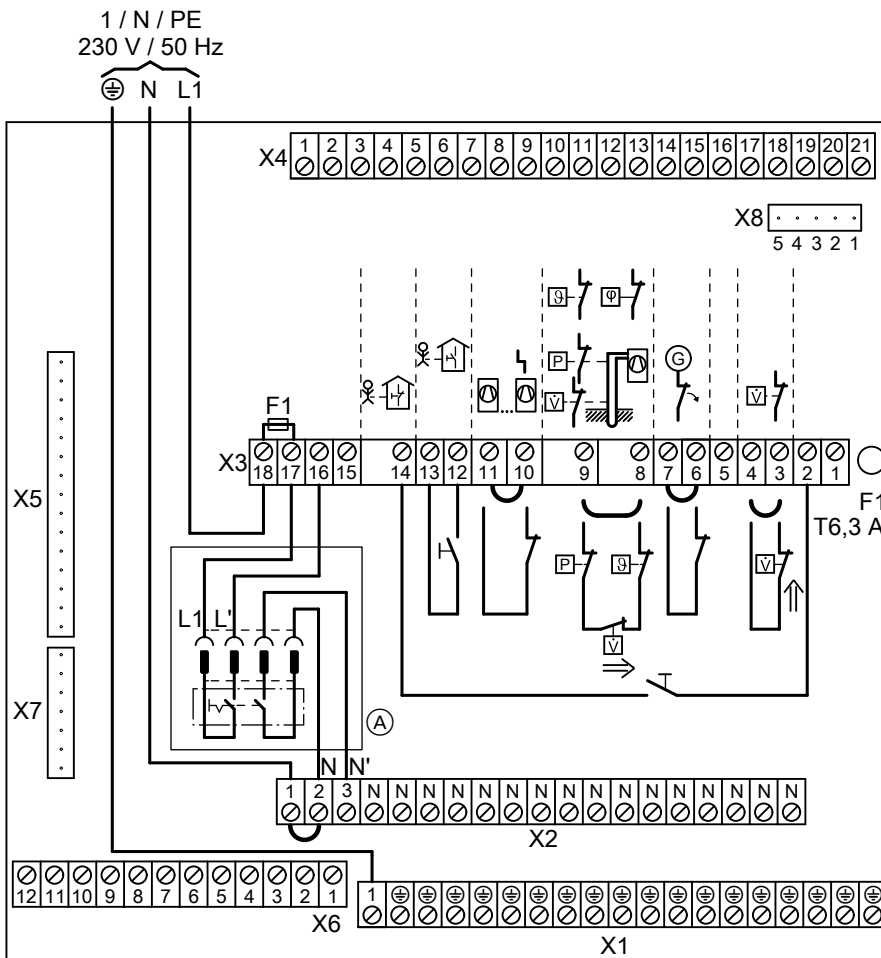 1 / N / PE
230 V / 50 Hz
N L1
X4 1 2 3 4 5 6 7 8 9 10 11 12 13 14 15 16 17 18 19 20 21
X8
5 4 3 2 1
ϑ φ
P
G
V̇ V̇
F1
X3 18 17 16 15 14 13 12 11 10 9 8 7 6 5 4 3 2 1
X5
F1
T6,3 A
P ϑ V̇
L1 L'
V̇
X7
A
N N'
1 2 3 N N N N N N N N N N N N N N N N
X2
12 11 10 9 8 7 6 5 4 3 2 1
X6
1
X1